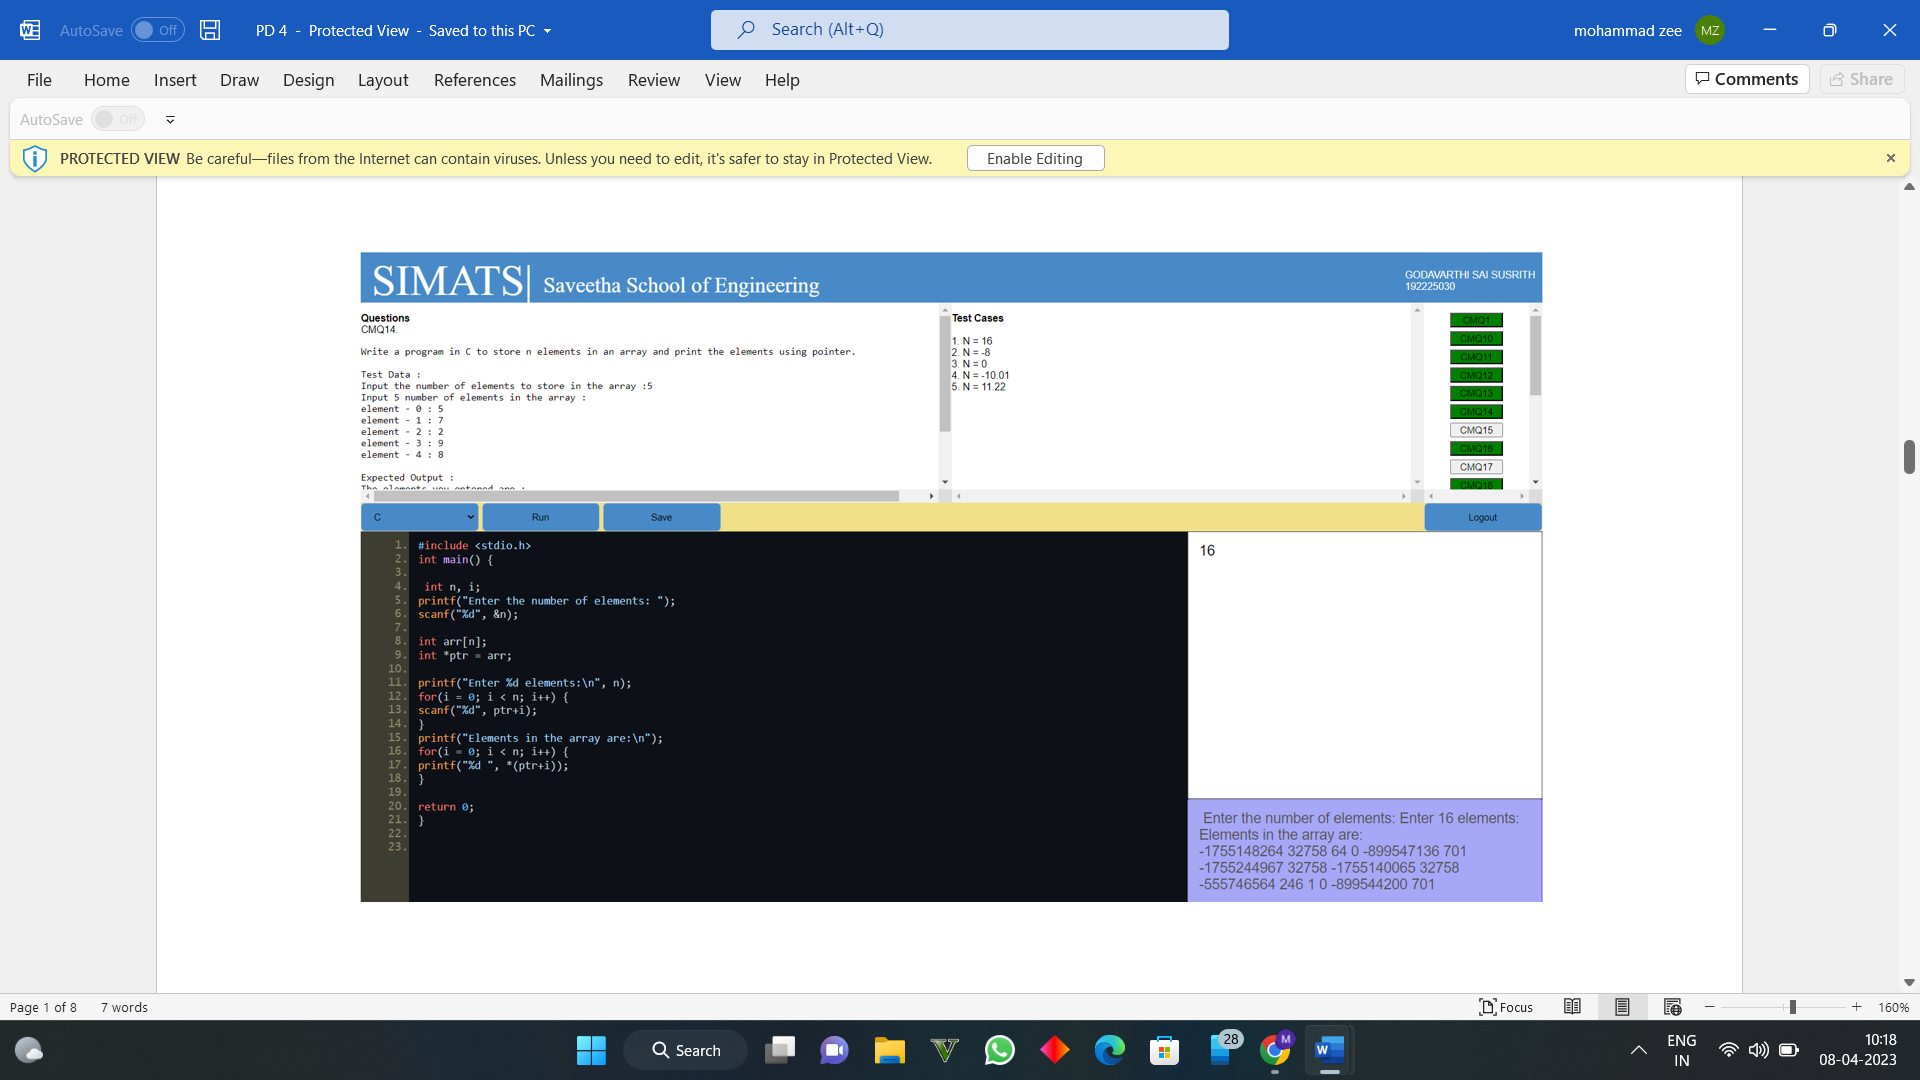 AutoSave Off PD 4 - Protected View - Saved to this PC Search (Alt+Q) mohammad zee MZ
File Home Insert Draw Design Layout References Mailings Review View Help Comments Share
AutoSave Off
PROTECTED VIEW Be careful—files from the Internet can contain viruses. Unless you need to edit, it's safer to stay in Protected View. Enable Editing
SIMATS| Saveetha School of Engineering
GODAVARTHI SAI SUSRITH
192225030
Questions
CMQ14.
Write a program in C to store n elements in an array and print the elements using pointer.
Test Data :
Input the number of elements to store in the array :5
Input 5 number of elements in the array :
element - 0 : 5
element - 1 : 7
element - 2 : 2
element - 3 : 9
element - 4 : 8
Expected Output :
The elements you entered are :
Test Cases
1. N = 16
2. N = -8
3. N = 0
4. N = -10.01
5. N = 11.22
CMQ1
CMQ10
CMQ11
CMQ12
CMQ13
CMQ14
CMQ15
CMQ16
CMQ17
CMQ18
C Run Save Logout
1. #include <stdio.h>
2. int main() {
3.
4. int n, i;
5. printf("Enter the number of elements: ");
6. scanf("%d", &n);
7.
8. int arr[n];
9. int *ptr = arr;
10.
11. printf("Enter %d elements:\n", n);
12. for(i = 0; i < n; i++) {
13. scanf("%d", ptr+i);
14. }
15. printf("Elements in the array are:\n");
16. for(i = 0; i < n; i++) {
17. printf("%d ", *(ptr+i));
18. }
19.
20. return 0;
21. }
22.
23.
16
Enter the number of elements: Enter 16 elements:
Elements in the array are:
-1755148264 32758 64 0 -899547136 701
-1755244967 32758 -1755140065 32758
-555746564 246 1 0 -899544200 701
Page 1 of 8 7 words Focus 160%
Search 28 M ENG
IN
10:18
08-04-2023